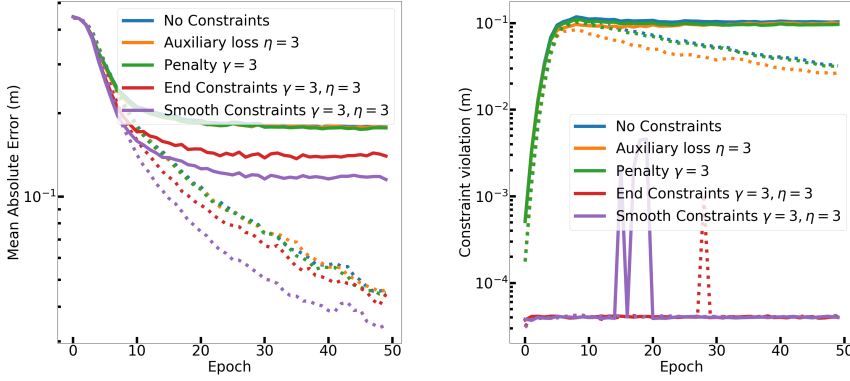 No Constraints
Auxiliary loss η = 3
Penalty γ = 3
End Constraints γ = 3, η = 3
Smooth Constraints γ = 3, η = 3
Mean Absolute Error (m)
10⁻¹
0 10 20 30 40 50
Epoch
No Constraints
Auxiliary loss η = 3
Penalty γ = 3
End Constraints γ = 3, η = 3
Smooth Constraints γ = 3, η = 3
Constraint violation (m)
10⁻¹
10⁻²
10⁻³
10⁻⁴
0 10 20 30 40 50
Epoch